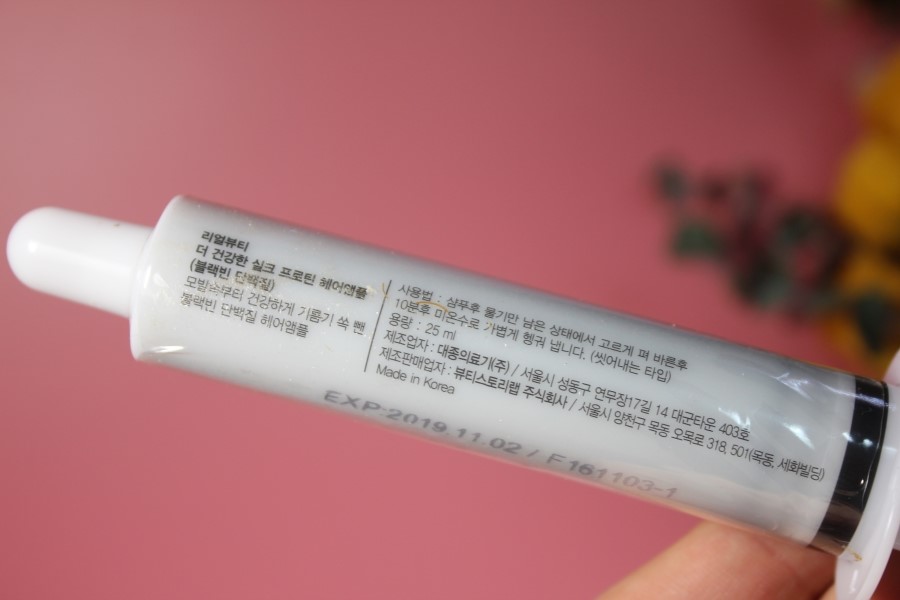 리얼뷰티
더 건강한 실크 프로틴 헤어앰플
(블랙빈 단백질)
모발속부터 건강하게 기름기 쏙 뺀
블랙빈 단백질 헤어앰플
사용법 : 샴푸후 물기만 남은 상태에서 고르게 펴 바른후
10분후 미온수로 가볍게 헹궈 냅니다. (씻어내는 타입)
용량 : 25 ml
제조업자 : 대종의료기(주) / 서울시 성동구 연무장17길 14 대군타운 403호
제조판매업자 : 뷰티스토리랩 주식회사 / 서울시 양천구 목동 오목로 318, 501(목동, 세화빌딩)
Made in Korea
EXP:2019.11.02 / F161103-1